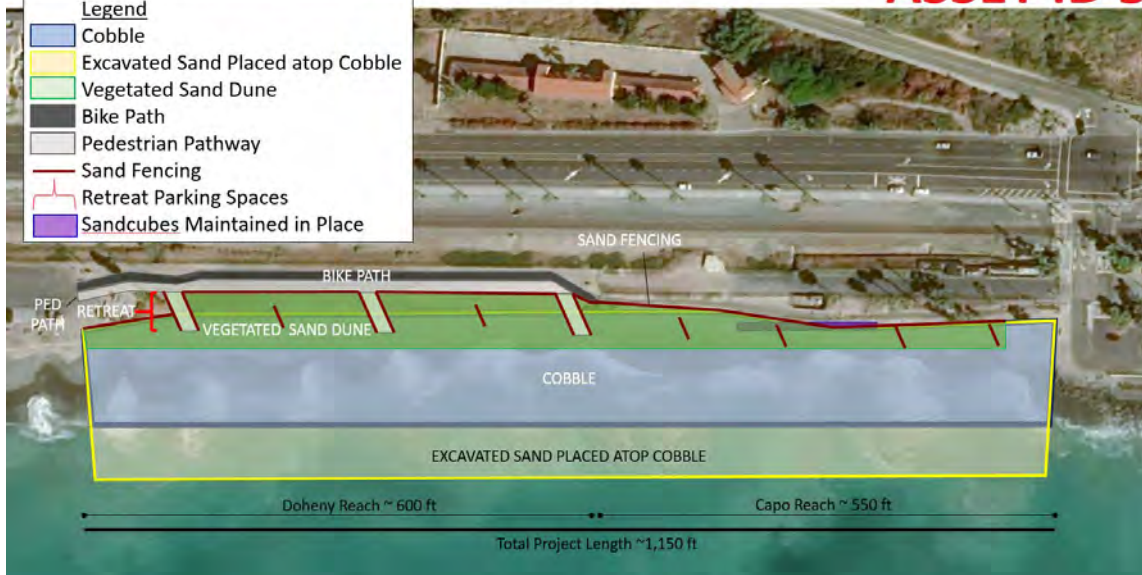 Legend
Cobble
Excavated Sand Placed atop Cobble
Vegetated Sand Dune
Bike Path
Pedestrian Pathway
Sand Fencing
Retreat Parking Spaces
Sandcubes Maintained in Place
SAND FENCING
BIKE PATH
PED
PATH
RETREAT
VEGETATED SAND DUNE
COBBLE
EXCAVATED SAND PLACED ATOP COBBLE
Doheny Reach ~ 600 ft
Capo Reach ~ 550 ft
Total Project Length ~1,150 ft